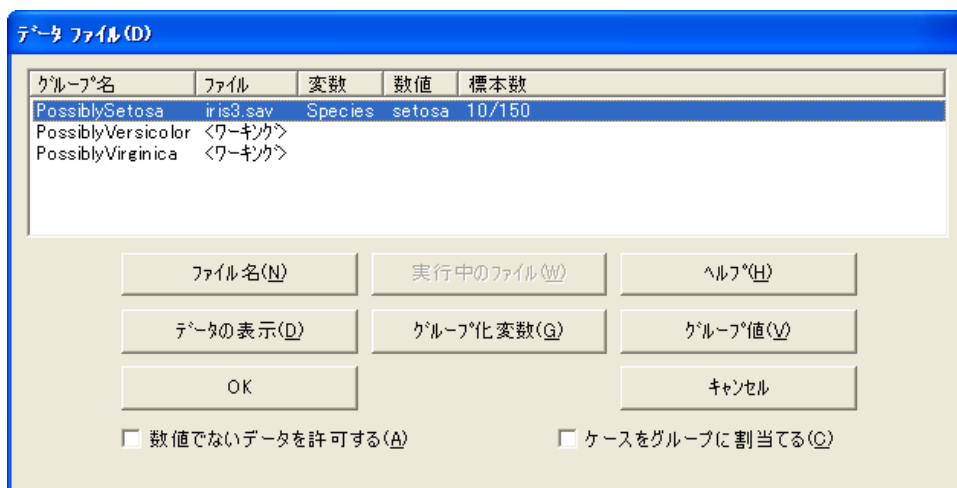 データ ファイル(D)
グループ名 ファイル 変数 数値 標本数
PossiblySetosa iris3.sav Species setosa 10/150
PossiblyVersicolor <ワーキング>
PossiblyVirginica <ワーキング>
ファイル名(N) 実行中のファイル(W) ヘルプ(H)
データの表示(D) グループ化変数(G) グループ値(V)
OK キャンセル
数値でないデータを許可する(A) ケースをグループに割当てる(C)